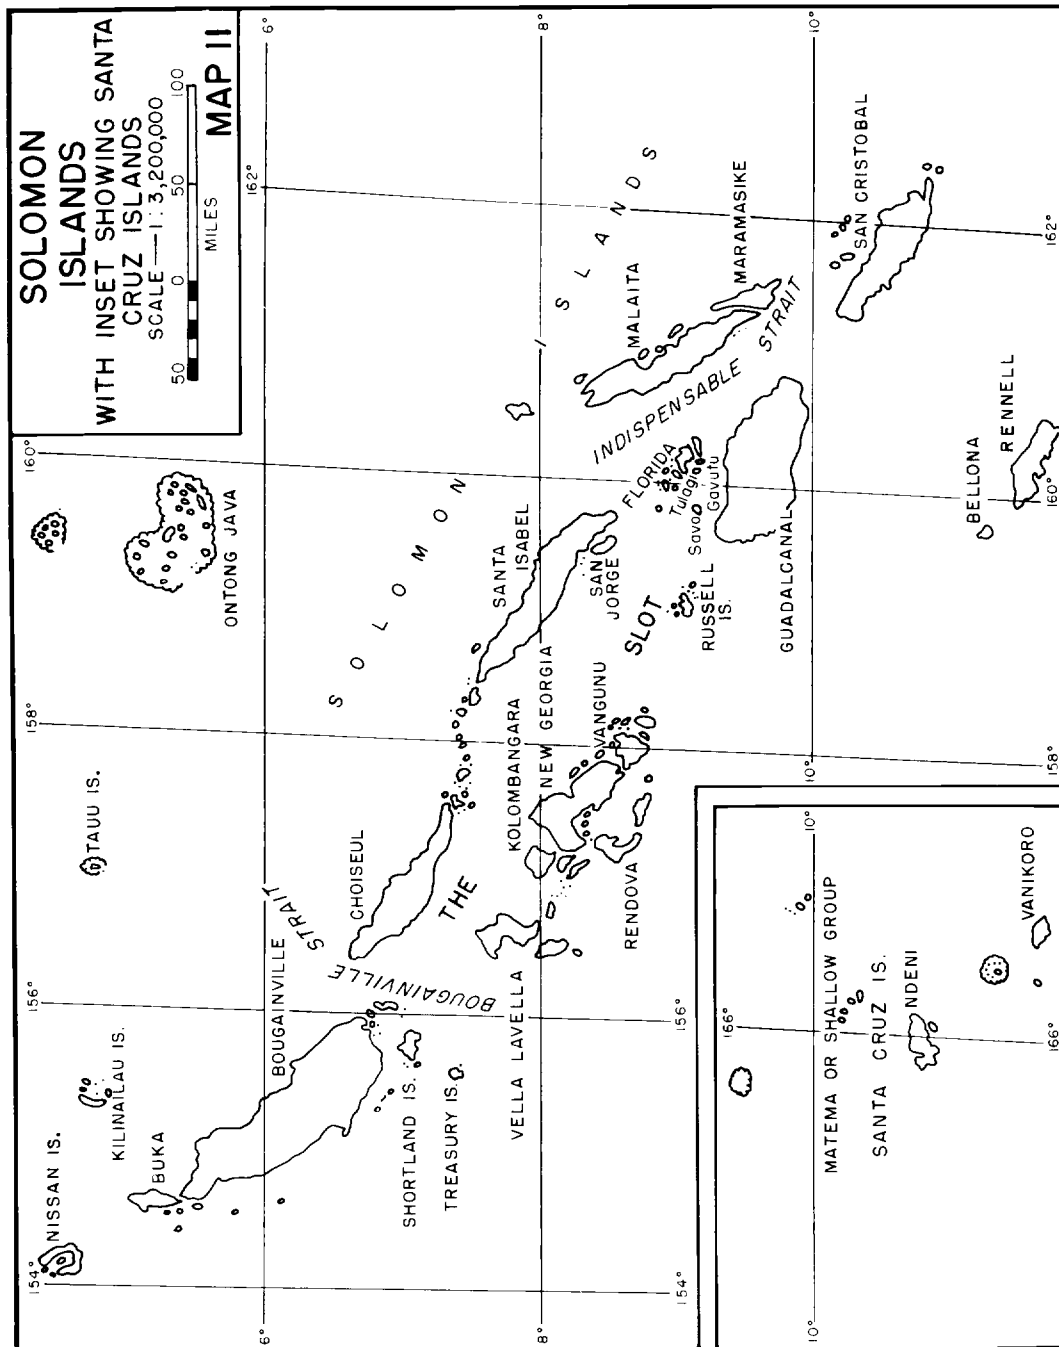 SOLOMON
ISLANDS
WITH INSET SHOWING SANTA
CRUZ ISLANDS
SCALE—1:3,200,000
50 0 50 100
MILES
MAP II
154°
156°
158°
160°
162°
6°
6°
8°
8°
10°
10°
154°
156°
158°
160°
162°
NISSAN IS.
KILINAILAU IS.
TAUU IS.
ONTONG JAVA
BUKA
BOUGAINVILLE
BOUGAINVILLE
STRAIT
CHOISEUL
SOLOMON
ISLANDS
SHORTLAND IS.
TREASURY IS.
VELLA LAVELLA
THE
SLOT
KOLOMBANGARA
NEW GEORGIA
VANGUNU
RENDOVA
SANTA
ISABEL
SAN
JORGE
RUSSELL
IS.
Savo
FLORIDA
Tulagi
Gavutu
GUADALCANAL
INDISPENSABLE
STRAIT
MALAITA
MARAMASIKE
SAN CRISTOBAL
BELLONA
RENNELL
166°
166°
10°
10°
MATEMA OR SHALLOW GROUP
SANTA CRUZ IS.
NDENI
VANIKORO